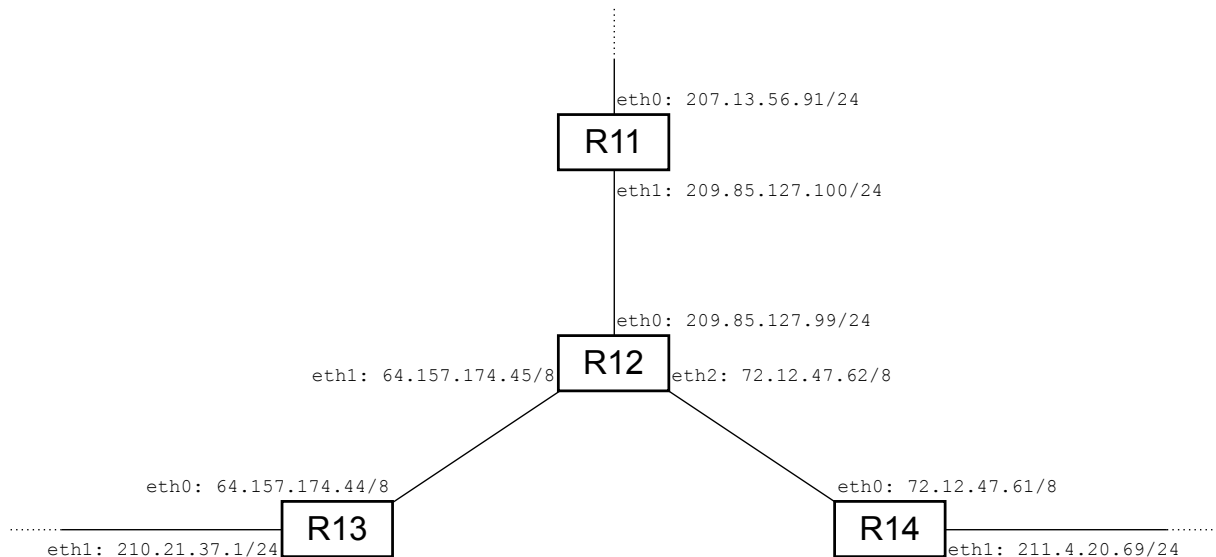 eth0: 207.13.56.91/24
R11
eth1: 209.85.127.100/24
eth0: 209.85.127.99/24
R12
eth1: 64.157.174.45/8
eth2: 72.12.47.62/8
eth0: 64.157.174.44/8
eth0: 72.12.47.61/8
R13
R14
eth1: 210.21.37.1/24
eth1: 211.4.20.69/24